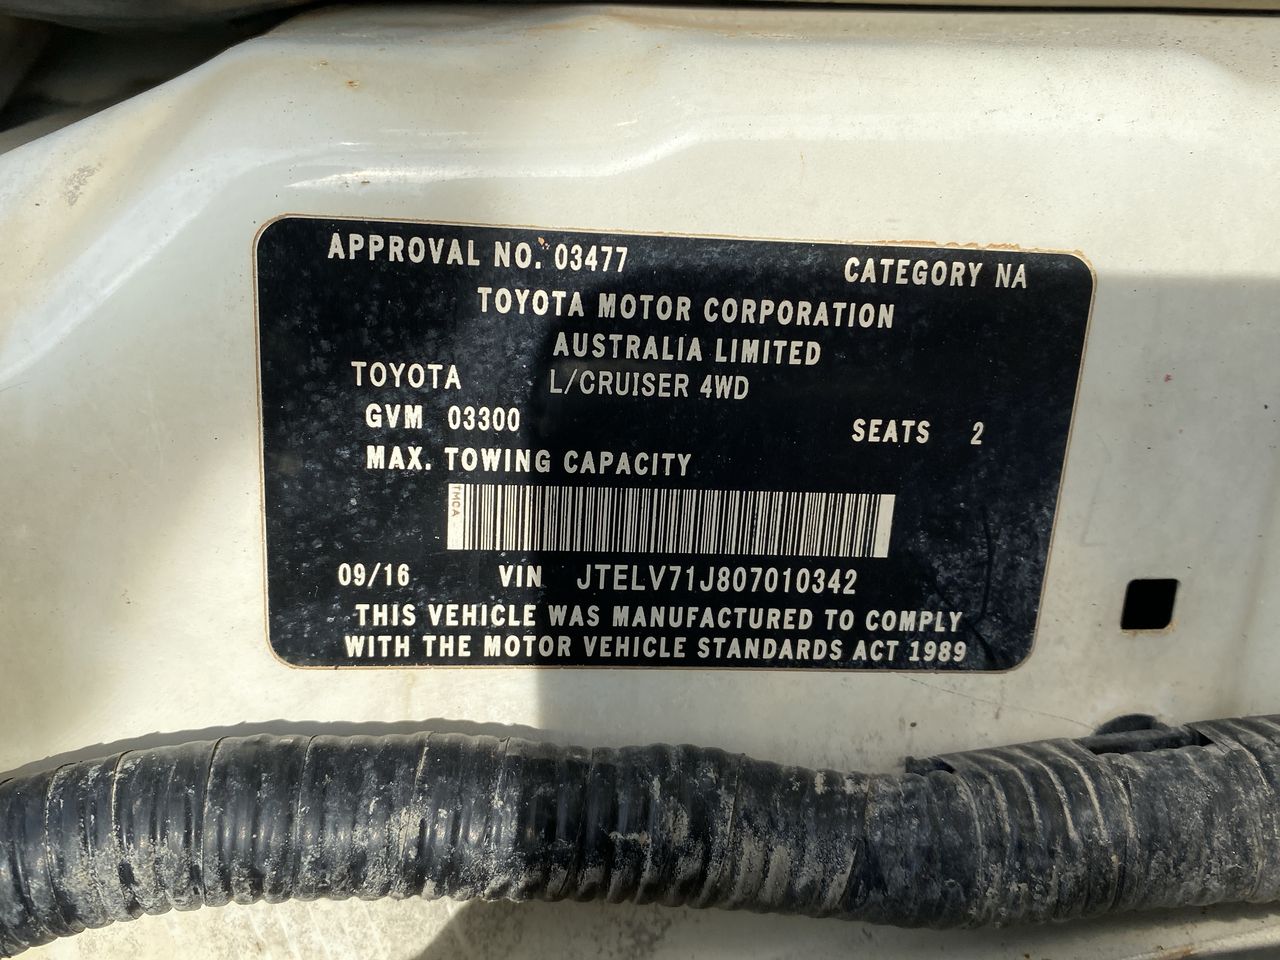 APPROVAL NO. 03477 CATEGORY NA
TOYOTA MOTOR CORPORATION
AUSTRALIA LIMITED
TOYOTA L/CRUISER 4WD
GVM 03300 SEATS 2
MAX. TOWING CAPACITY
TMCA
09/16 VIN JTELV71J807010342
THIS VEHICLE WAS MANUFACTURED TO COMPLY
WITH THE MOTOR VEHICLE STANDARDS ACT 1989